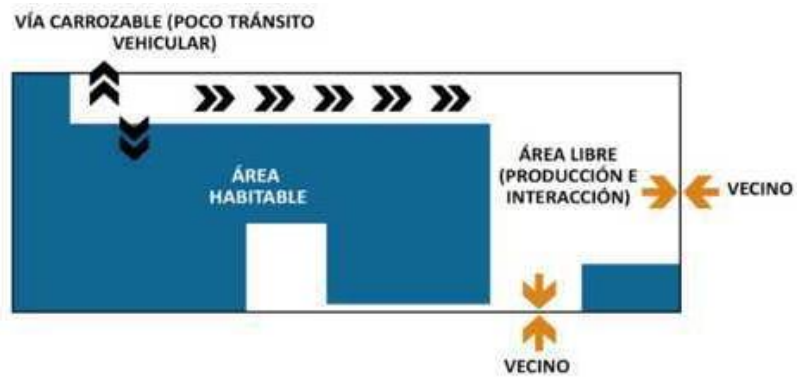 VÍA CARROZABLE (POCO TRÁNSITO
VEHICULAR)
ÁREA
HABITABLE
ÁREA LIBRE
(PRODUCCIÓN E
INTERACCIÓN)
VECINO
VECINO